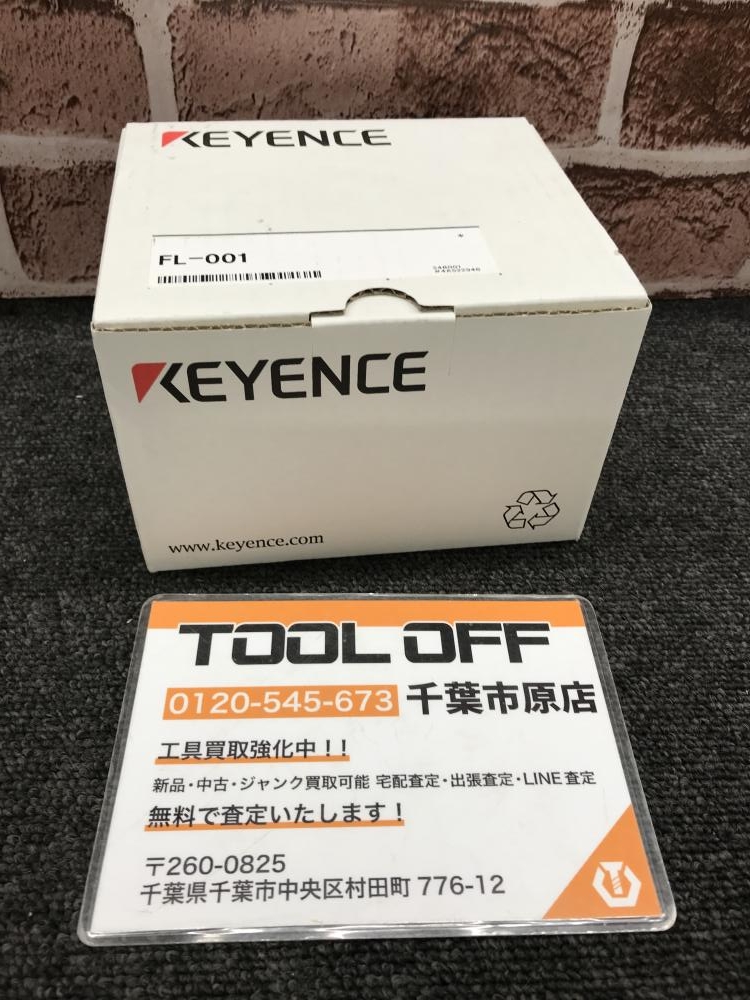 KEYENCE
FL-001
KEYENCE
www.keyence.com
TOOL OFF
0120-545-673 千葉市原店
工具買取強化中！！
新品・中古・ジャンク買取可能 宅配査定・出張査定・LINE査定
無料で査定いたします！
〒260-0825
千葉県千葉市中央区村田町 776-12